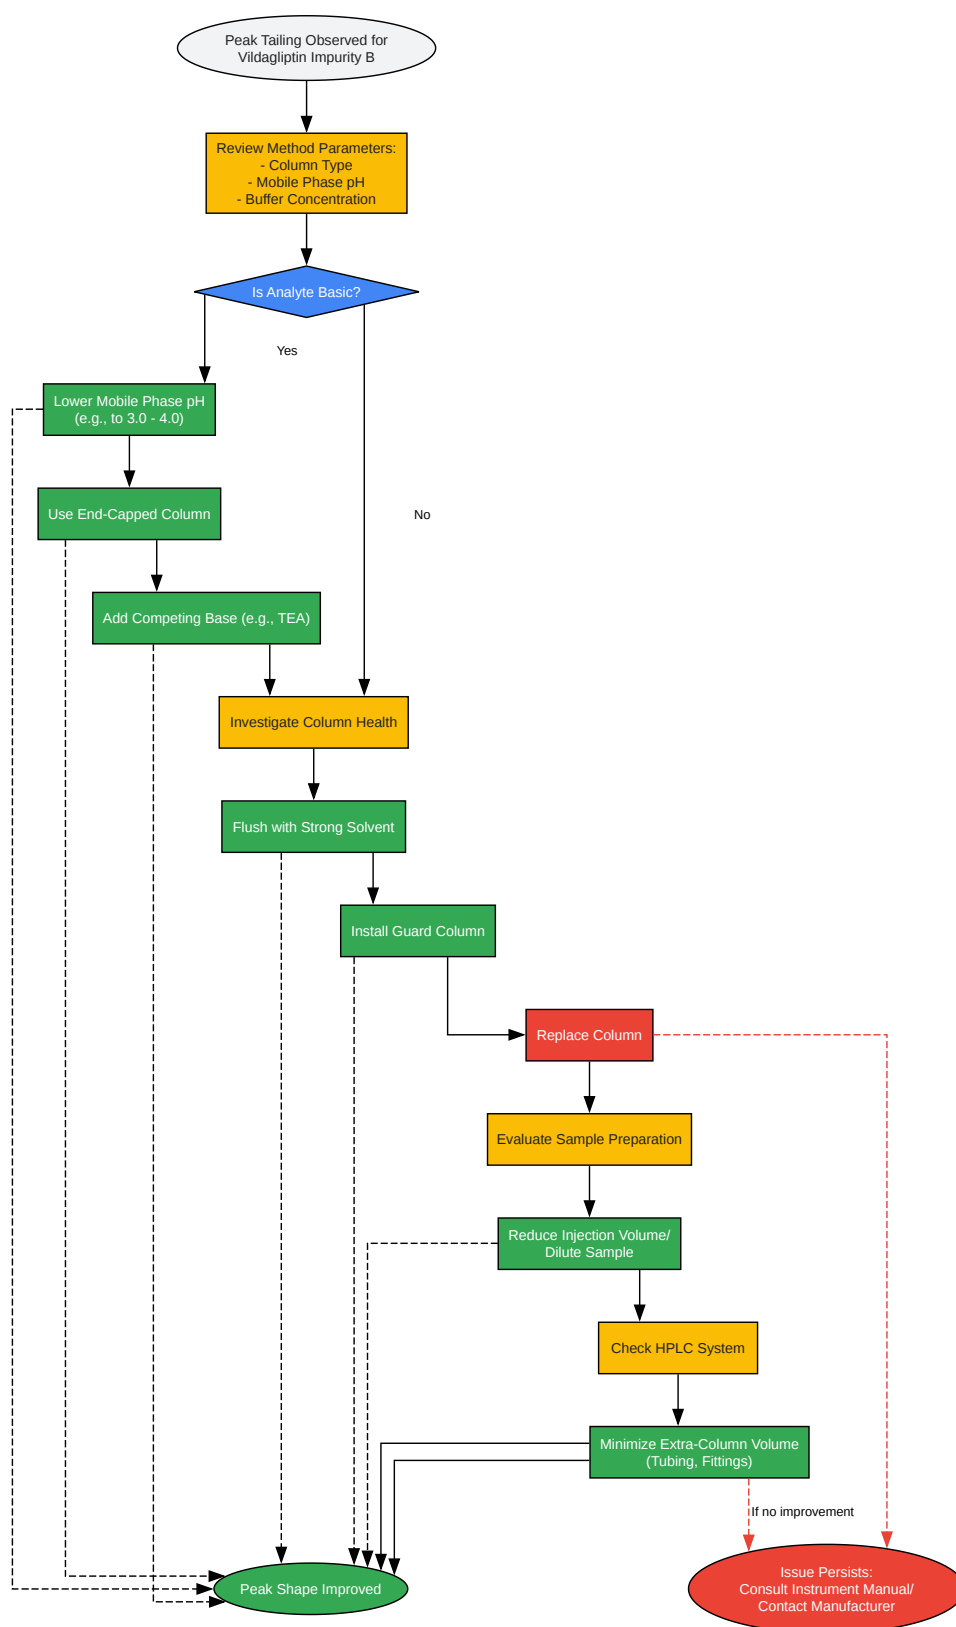 Peak Tailing Observed for
Vildagliptin Impurity B
Review Method Parameters:
- Column Type
- Mobile Phase pH
- Buffer Concentration
Is Analyte Basic?
Yes
Lower Mobile Phase pH
(e.g., to 3.0 - 4.0)
Use End-Capped Column
No
Add Competing Base (e.g., TEA)
Investigate Column Health
Flush with Strong Solvent
Install Guard Column
Replace Column
Evaluate Sample Preparation
Reduce Injection Volume/
Dilute Sample
Check HPLC System
Minimize Extra-Column Volume
(Tubing, Fittings)
If no improvement
Peak Shape Improved
Issue Persists:
Consult Instrument Manual/
Contact Manufacturer